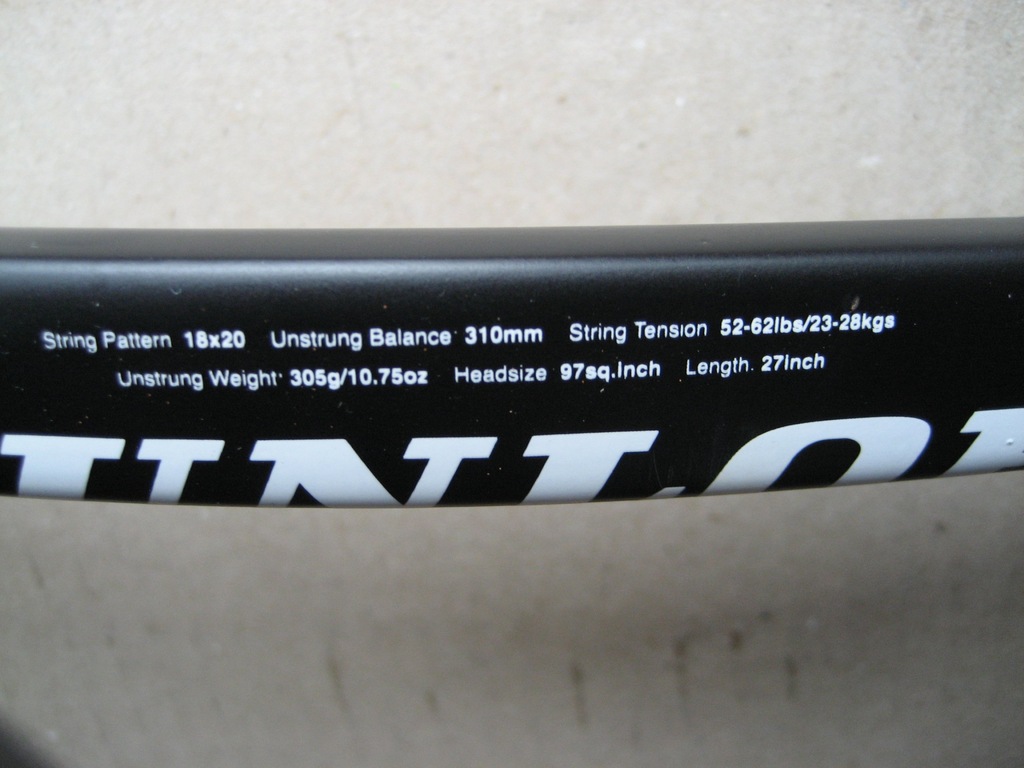 String Pattern 18x20 Unstrung Balance 310mm String Tension 52-62lbs/23-28kgs
Unstrung Weight 305g/10.75oz Headsize 97sq.Inch Length 27Inch
UNLO